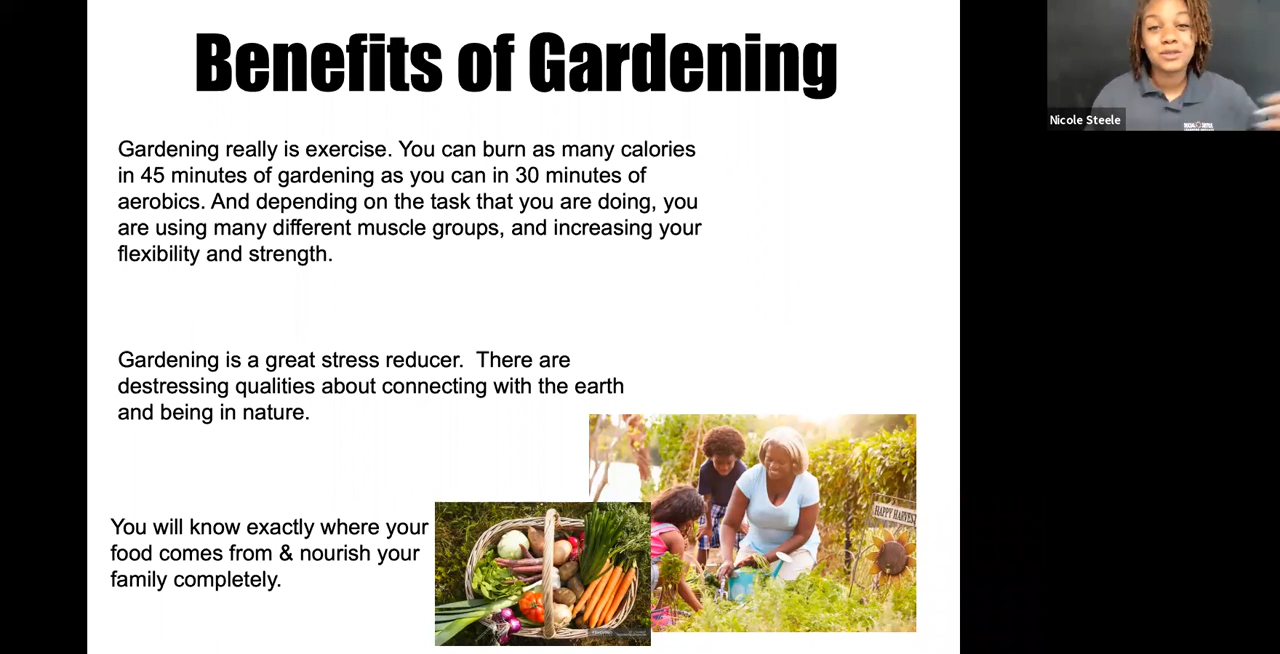 Benefits of Gardening
Nicole Steele
Gardening really is exercise. You can burn as many calories
in 45 minutes of gardening as you can in 30 minutes of
aerobics. And depending on the task that you are doing, you
are using many different muscle groups, and increasing your
flexibility and strength.
Gardening is a great stress reducer.  There are
destressing qualities about connecting with the earth
and being in nature.
HAPPY HARVEST
You will know exactly where your
food comes from & nourish your
family completely.